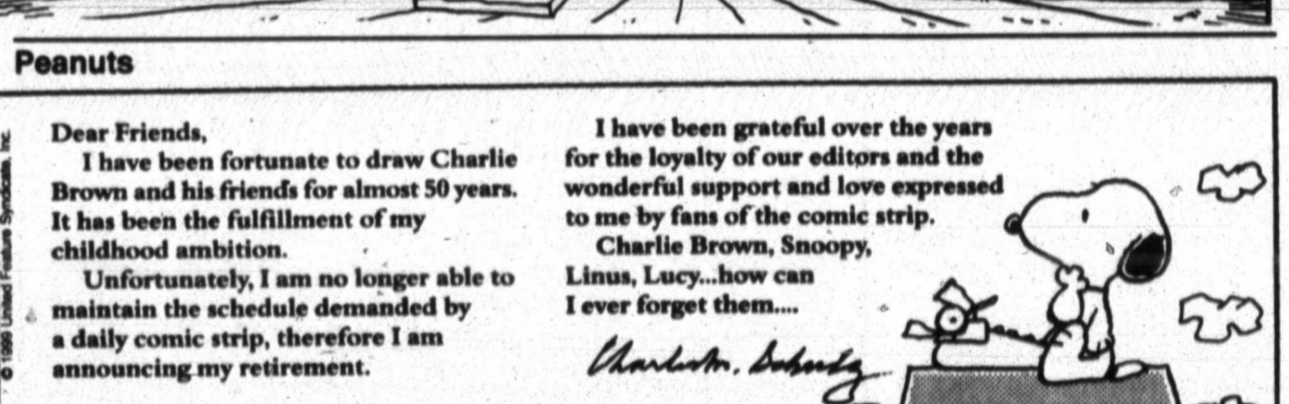 Peanuts
© 1999 United Feature Syndicate, Inc.
Dear Friends,
I have been fortunate to draw Charlie
Brown and his friends for almost 50 years.
It has been the fulfillment of my
childhood ambition.
Unfortunately, I am no longer able to
maintain the schedule demanded by
a daily comic strip, therefore I am
announcing my retirement.
I have been grateful over the years
for the loyalty of our editors and the
wonderful support and love expressed
to me by fans of the comic strip.
Charlie Brown, Snoopy,
Linus, Lucy...how can
I ever forget them....
Charles M. Schulz